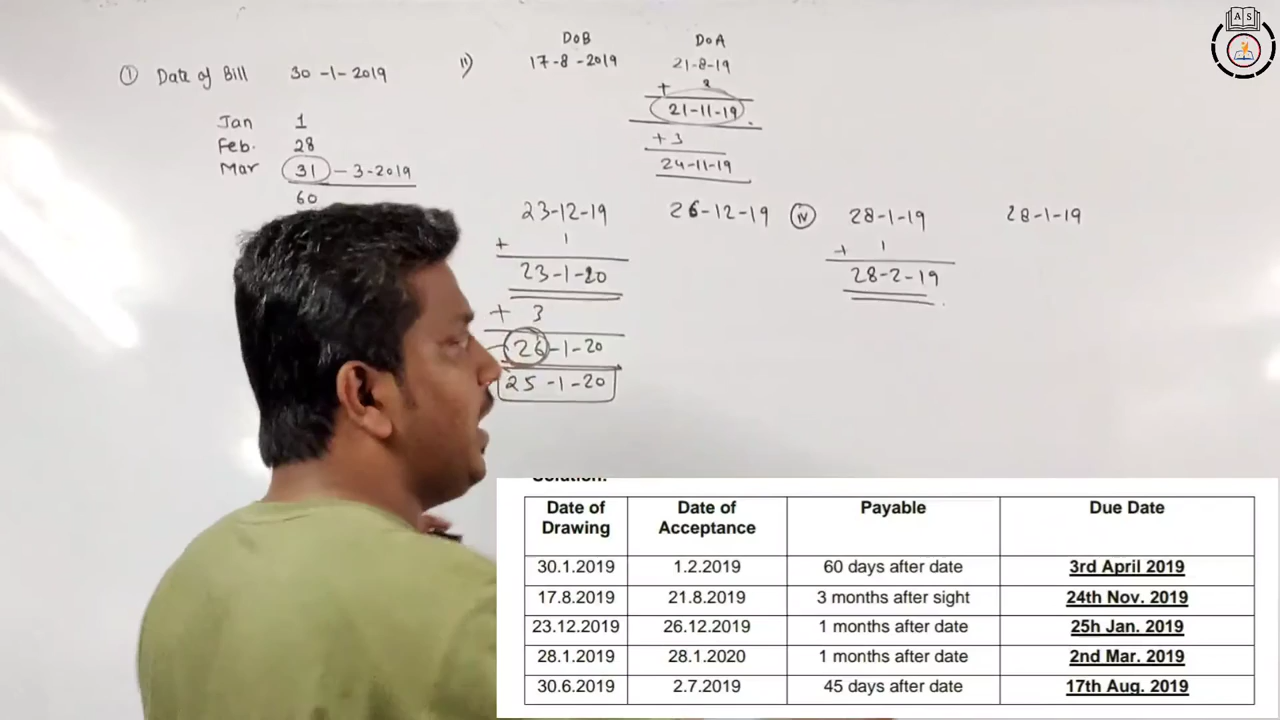 A S
DOB
DOA
① Date of Bill 30-1-2019
11) 17-8-2019 21-8-19
+ 3
21-11-19
Jan 1
Feb. 28
Mar 31 - 3-2019
60
+ 3
24-11-19
23-12-19 26-12-19
+ 1
23-1-20
+ 3
26-1-20
25-1-20
(iv) 28-1-19 28-1-19
+ 1
28-2-19
Solution:
Date of Drawing Date of Acceptance Payable Due Date
30.1.2019 1.2.2019 60 days after date 3rd April 2019
17.8.2019 21.8.2019 3 months after sight 24th Nov. 2019
23.12.2019 26.12.2019 1 months after date 25h Jan. 2019
28.1.2019 28.1.2020 1 months after date 2nd Mar. 2019
30.6.2019 2.7.2019 45 days after date 17th Aug. 2019